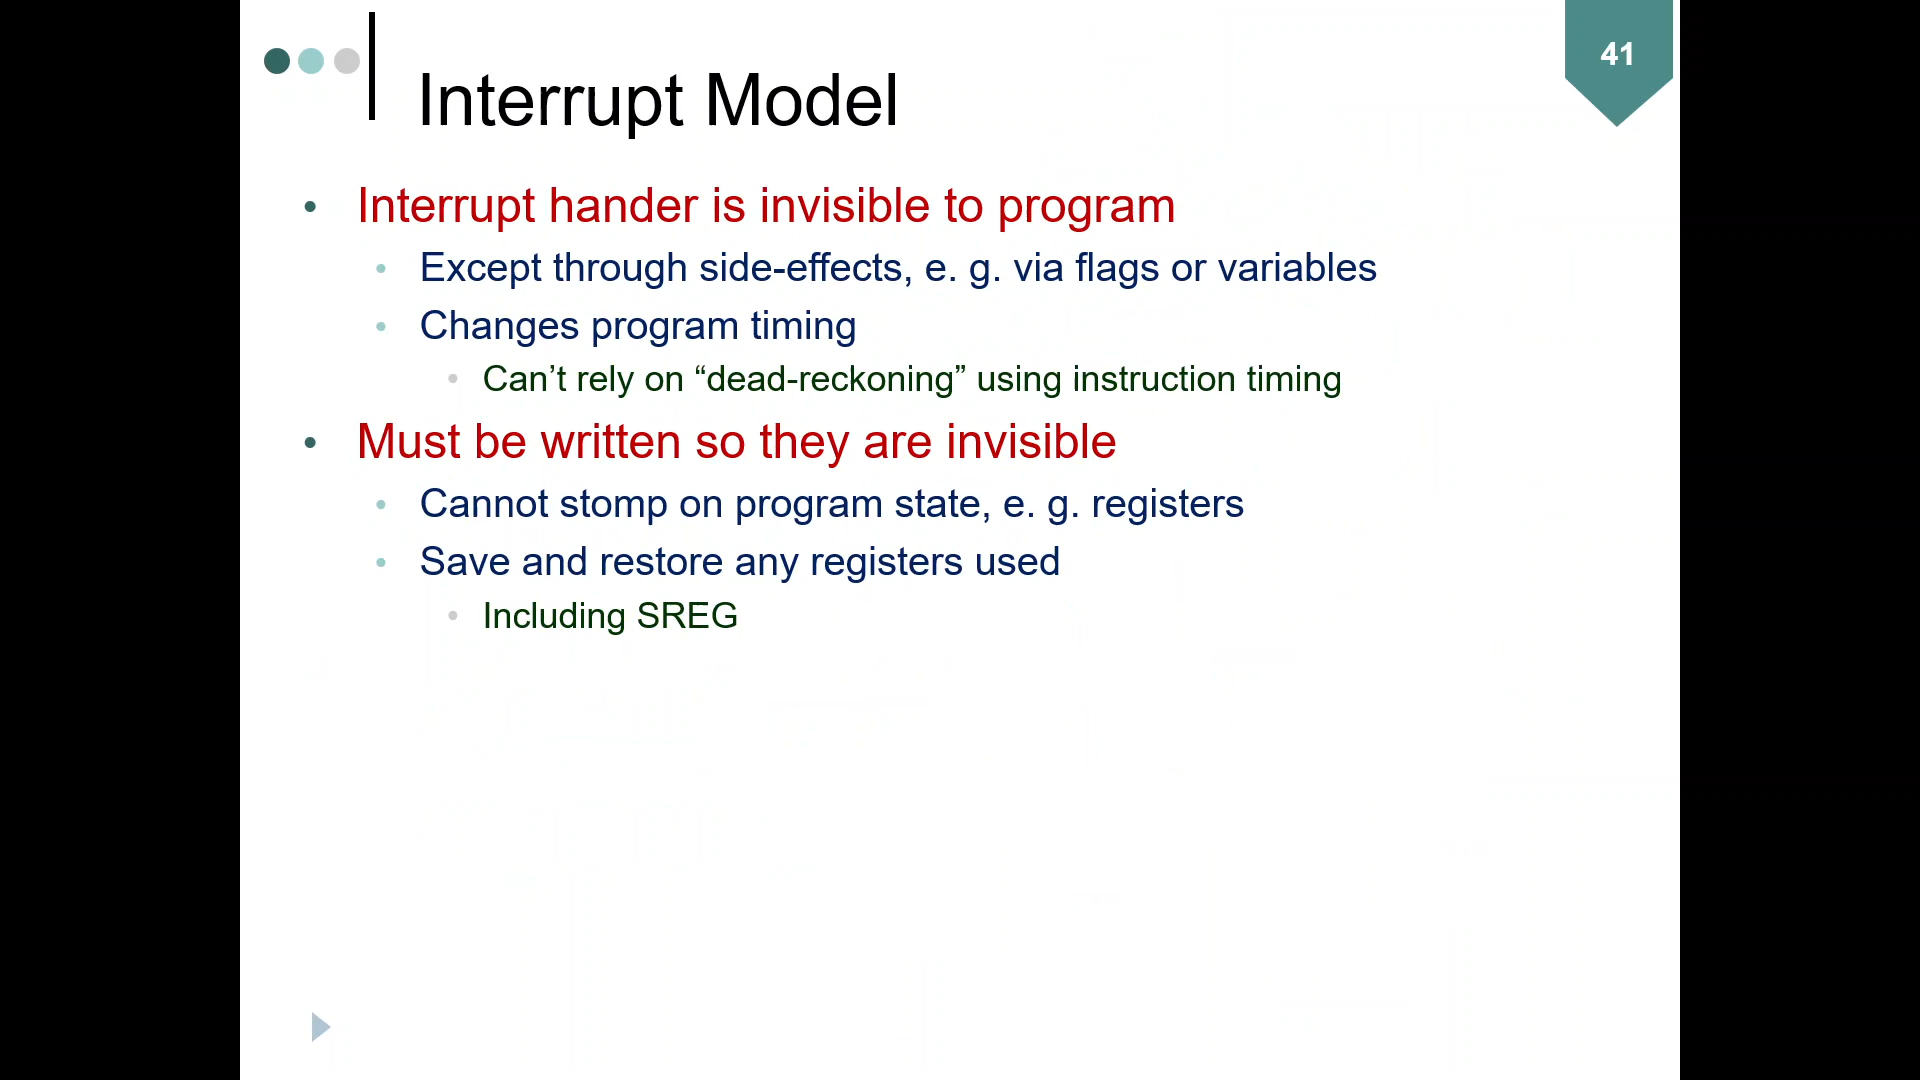 41
Interrupt Model
• Interrupt hander is invisible to program
• Except through side-effects, e. g. via flags or variables
• Changes program timing
• Can’t rely on “dead-reckoning” using instruction timing
• Must be written so they are invisible
• Cannot stomp on program state, e. g. registers
• Save and restore any registers used
• Including SREG